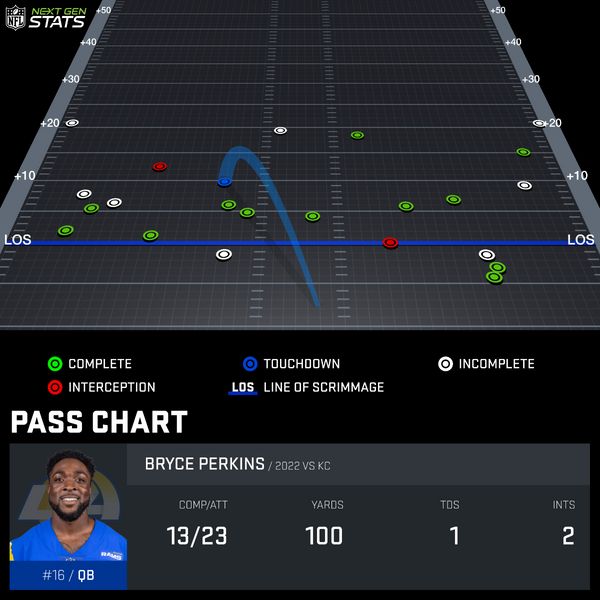 NFL NEXT GEN STATS
+50 +50
+40 +40
+30 +30
+20 +20
+10 +10
LOS LOS
COMPLETE TOUCHDOWN INCOMPLETE
INTERCEPTION LOS LINE OF SCRIMMAGE
PASS CHART
BRYCE PERKINS / 2022 VS KC
COMP/ATT YARDS TDS INTS
13/23 100 1 2
RAMS
#16 / QB